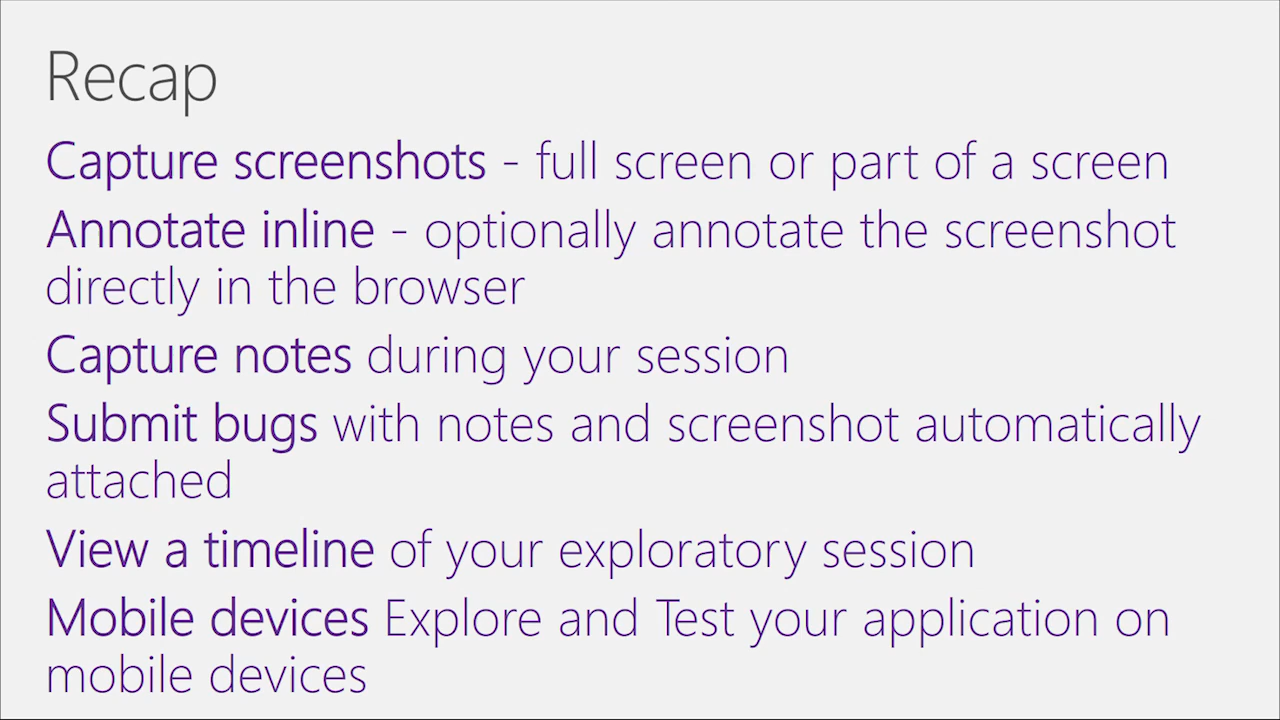 Recap
Capture screenshots - full screen or part of a screen
Annotate inline - optionally annotate the screenshot
directly in the browser
Capture notes during your session
Submit bugs with notes and screenshot automatically
attached
View a timeline of your exploratory session
Mobile devices Explore and Test your application on
mobile devices